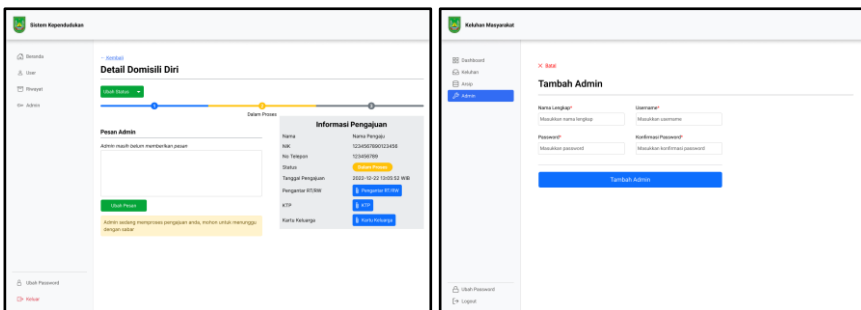 Sistem Kependudukan
Beranda
User
Riwayat
Admin
Ubah Password
Keluar
← Kembali
Detail Domisili Diri
Ubah Status
1
2
3
Dalam Proses
Pesan Admin
Admin masih belum memberikan pesan
Ubah Pesan
Admin sedang memproses pengajuan anda, mohon untuk menunggu
dengan sabar
Informasi Pengajuan
Nama Nama Pengaju
NIK 1234567890123456
No Telepon 123456789
Status Dalam Proses
Tanggal Pengajuan 2022-12-22 13:05:52 WIB
Pengantar RT/RW Pengantar RT/RW
KTP KTP
Kartu Keluarga Kartu Keluarga
Keluhan Masyarakat
Dashboard
Keluhan
Arsip
Admin
Ubah Password
Logout
× Batal
Tambah Admin
Nama Lengkap* Username*
Masukkan nama lengkap Masukkan username
Password* Konfirmasi Password*
Masukkan password Masukkan konfirmasi password
Tambah Admin